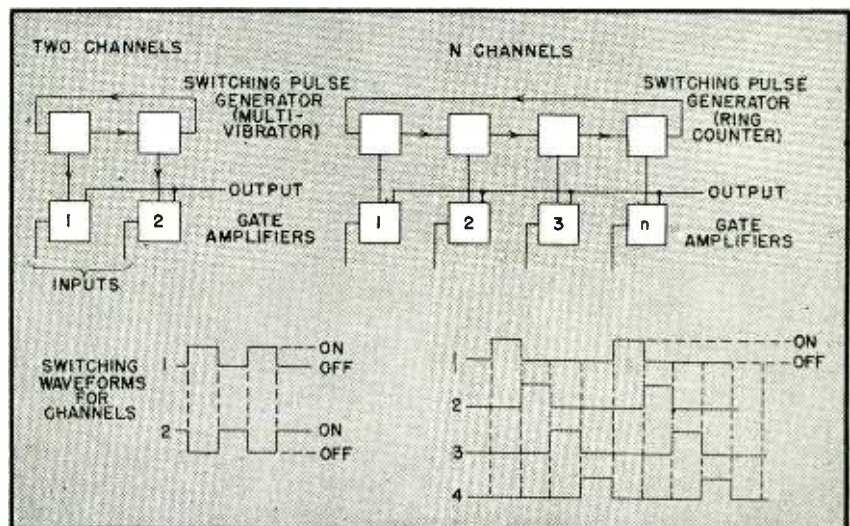 TWO CHANNELS
SWITCHING PULSE
GENERATOR
(MULTI-
VIBRATOR)
OUTPUT
1
2
GATE
AMPLIFIERS
INPUTS
N CHANNELS
SWITCHING PULSE
GENERATOR
(RING
COUNTER)
OUTPUT
1
2
3
n
GATE
AMPLIFIERS
SWITCHING
WAVEFORMS
FOR
CHANNELS
1
ON
OFF
2
ON
OFF
1
ON
OFF
2
3
4